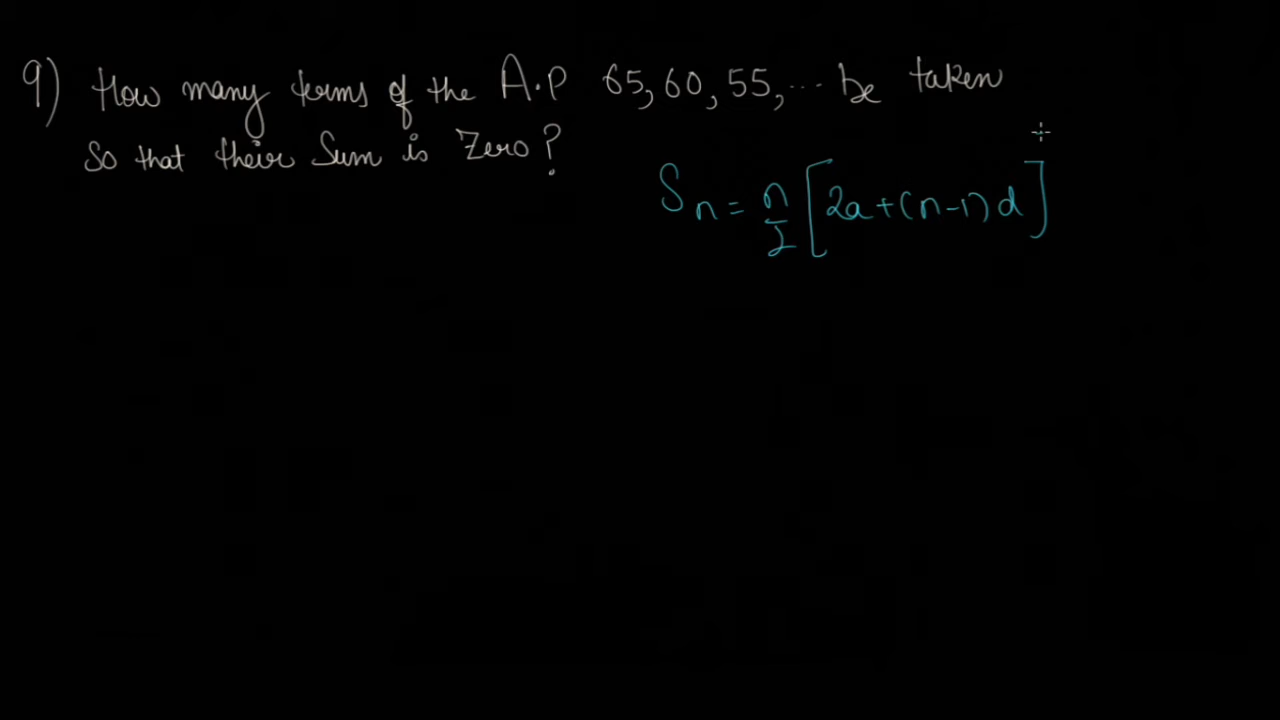 9) How many terms of the A.P 65, 60, 55, ... be taken
so that their Sum is Zero?
Sn = n/2 [2a+(n-1)d]